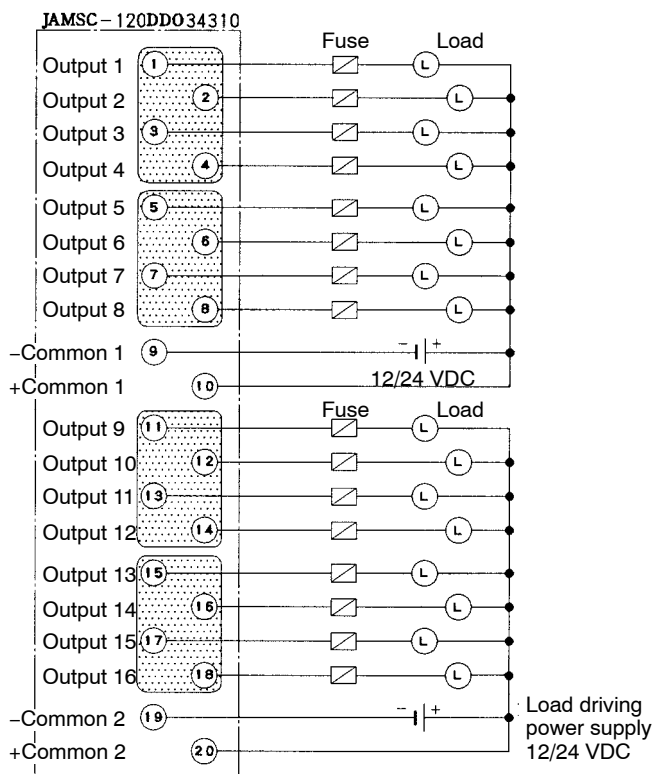 JAMSC-120DDO34310
Fuse Load
Output 1 1 L
Output 2 2 L
Output 3 3 L
Output 4 4 L
Output 5 5 L
Output 6 6 L
Output 7 7 L
Output 8 8 L
−Common 1 9 − +
+Common 1 10 12/24 VDC
Fuse Load
Output 9 11 L
Output 10 12 L
Output 11 13 L
Output 12 14 L
Output 13 15 L
Output 14 16 L
Output 15 17 L
Output 16 18 L
−Common 2 19 − +
+Common 2 20
Load driving
power supply
12/24 VDC